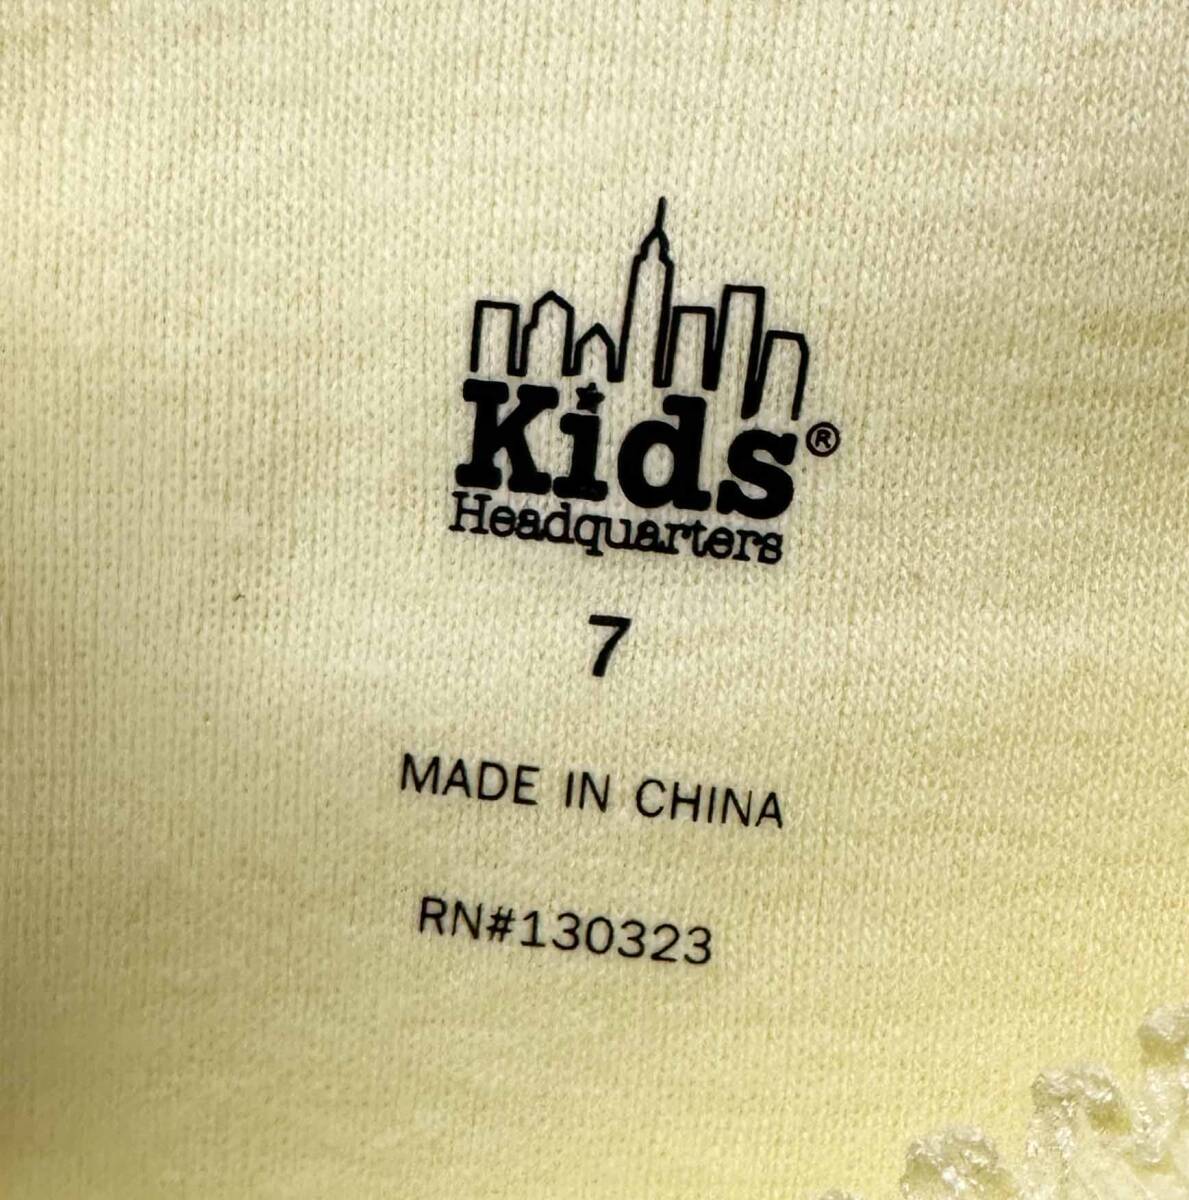 Kids®
Headquarters
7
MADE IN CHINA
RN#130323